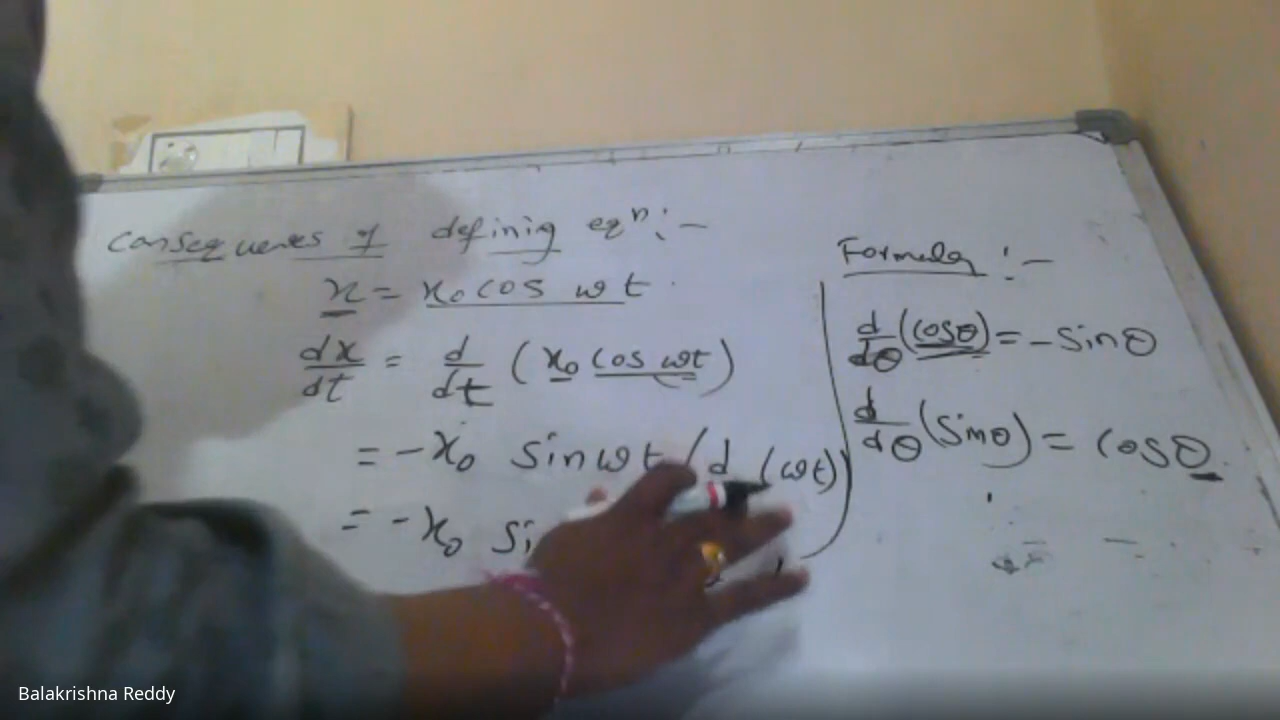 Consequenes of defining eqn:-
x = x₀ cos ωt
dx/dt = d/dt (x₀ cos ωt)
= -x₀ sin ωt (d (ωt)
= -x₀ Si
Formula :-
d/dθ (cosθ) = -sinθ
d/dθ (sinθ) = cosθ
Balakrishna Reddy